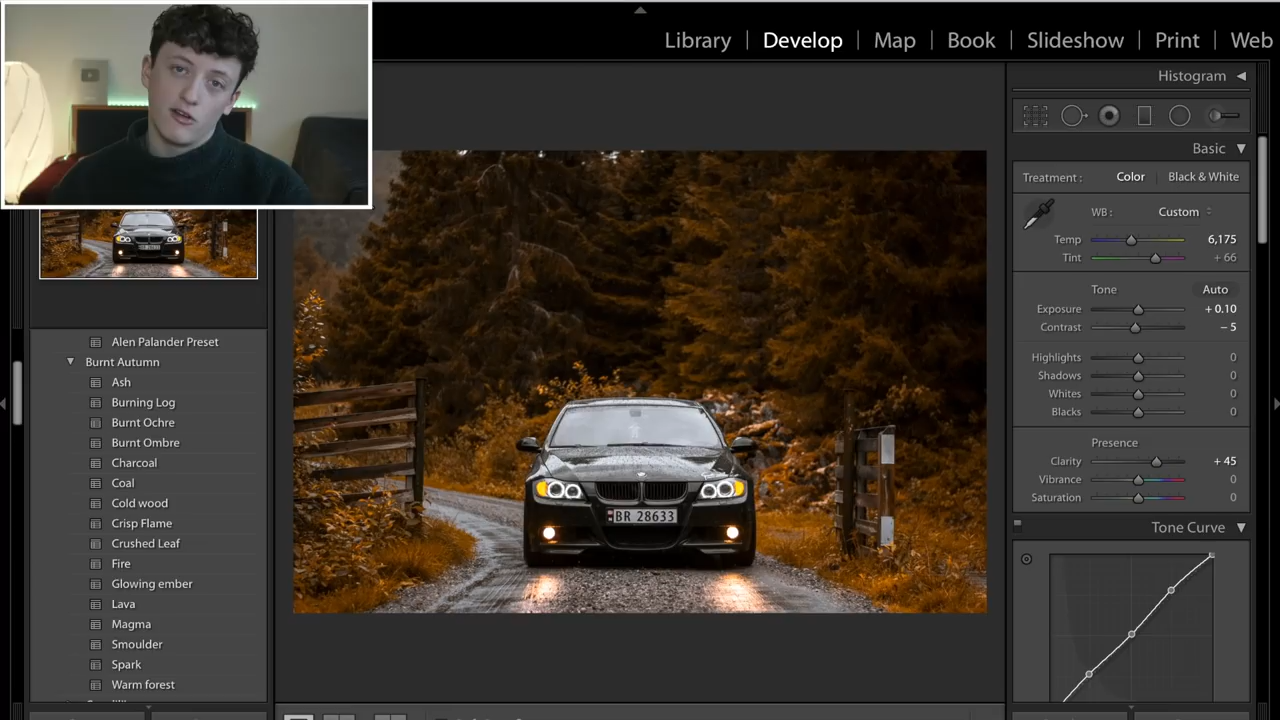 Library | Develop | Map | Book | Slideshow | Print | Web
Histogram
Basic
Treatment : Color | Black & White
WB : Custom
Temp 6,175
Tint + 66
Tone Auto
Exposure + 0.10
Contrast – 5
Highlights 0
Shadows 0
Whites 0
Blacks 0
Presence
Clarity + 45
Vibrance 0
Saturation 0
Tone Curve
Alen Palander Preset
Burnt Autumn
Ash
Burning Log
Burnt Ochre
Burnt Ombre
Charcoal
Coal
Cold wood
Crisp Flame
Crushed Leaf
Fire
Glowing ember
Lava
Magma
Smoulder
Spark
Warm forest
BR 28633